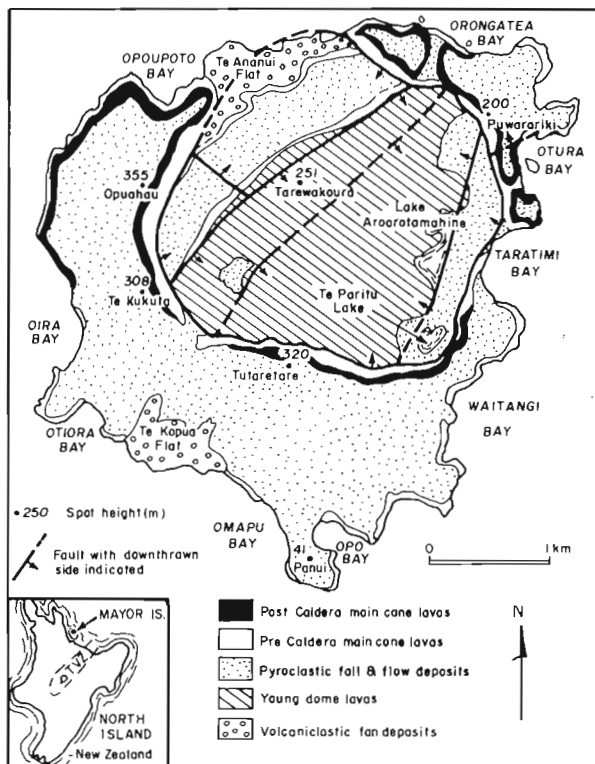 ORONGATEA
BAY
OPOUPOTO
BAY
Te Ananui
Flat
200
Puwarariki
OTURA
BAY
355
Opuahau
251
Tarewakoura
Lake
Aroarotamahine
TARATIMI
BAY
308
Te Kukuta
Te Paritu
Lake
OIRA
BAY
320
Tutaretare
WAITANGI
BAY
OTIORA
BAY
Te Kopua
Flat
OMAPU
BAY
OPO
BAY
41
Panui
•250 Spot height (m)
Fault with downthrawn
side indicated
0 1 km
N
MAYOR IS.
TVZ
NORTH
ISLAND
-New Zealand
Post Caldera main cane lavas
Pre Caldera main cone lavas
Pyroclastic fall & flow deposits
Young dome lavas
Volcaniclastic fan deposits